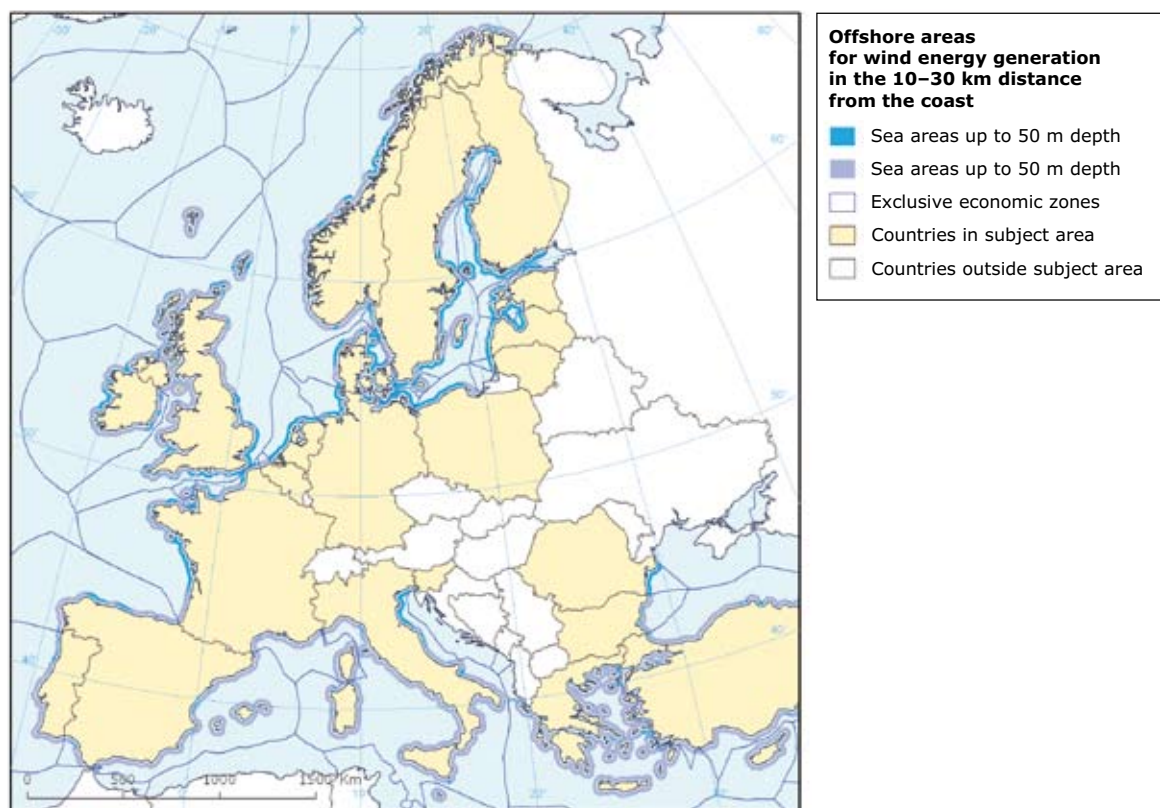 Offshore areas
for wind energy generation
in the 10–30 km distance
from the coast
Sea areas up to 50 m depth
Sea areas up to 50 m depth
Exclusive economic zones
Countries in subject area
Countries outside subject area
0 500 1000 1500 Km